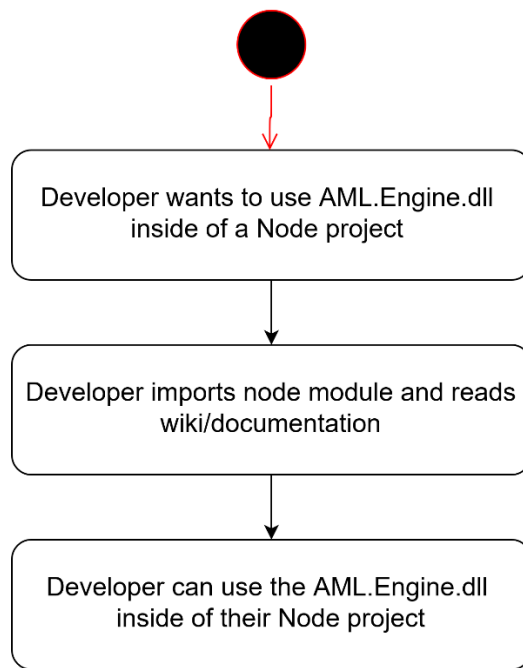 Developer wants to use AML.Engine.dll
inside of a Node project
Developer imports node module and reads
wiki/documentation
Developer can use the AML.Engine.dll
inside of their Node project